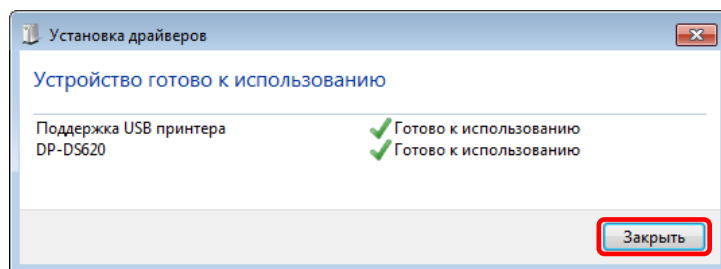 Установка драйверов
Устройство готово к использованию
Поддержка USB принтера Готово к использованию
DP-DS620 Готово к использованию
Закрыть